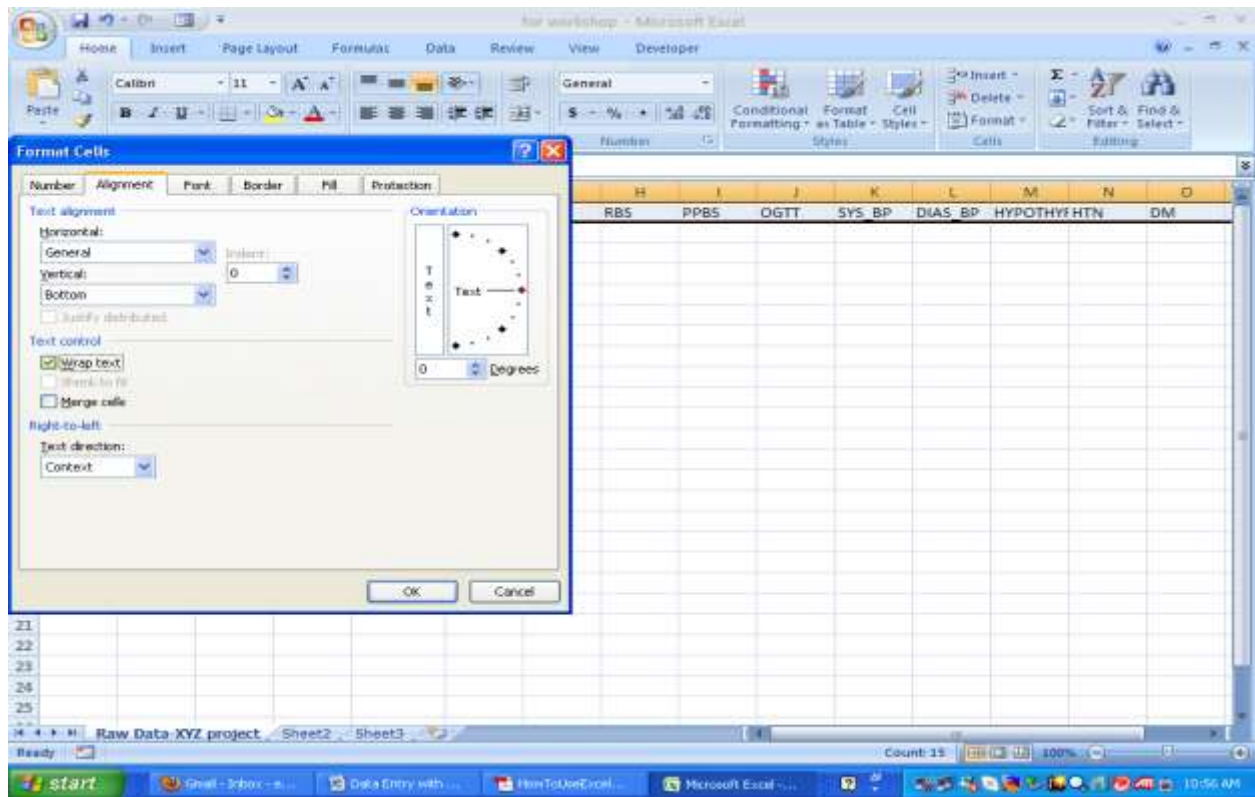 for workshop - Microsoft Excel
Home Insert Page Layout Formulas Data Review View Developer
Paste
Calibri 11
General
Conditional Formatting
Format as Table
Cell Styles
Insert
Delete
Format
Sort & Filter
Find & Select
Number
Styles
Cells
Editing
Format Cells
Number Alignment Font Border Fill Protection
Text alignment
Horizontal:
General
Indent:
Vertical:
0
Bottom
Justify distributed
Text control
Wrap text
Shrink to fit
Merge cells
Right-to-left
Text direction:
Context
Orientation
Text
Text
0 Degrees
OK Cancel
H I J K L M N O
RBS PPBS OGTT SYS_BP DIAS_BP HYPOTHYR HTN DM
21
22
23
24
25
Raw Data-XYZ project Sheet2 Sheet3
Ready
Count: 15 100%
start Gmail - Inbox - e... Data Entry with ... HowToUseExcel... Microsoft Excel -... 10:56 AM